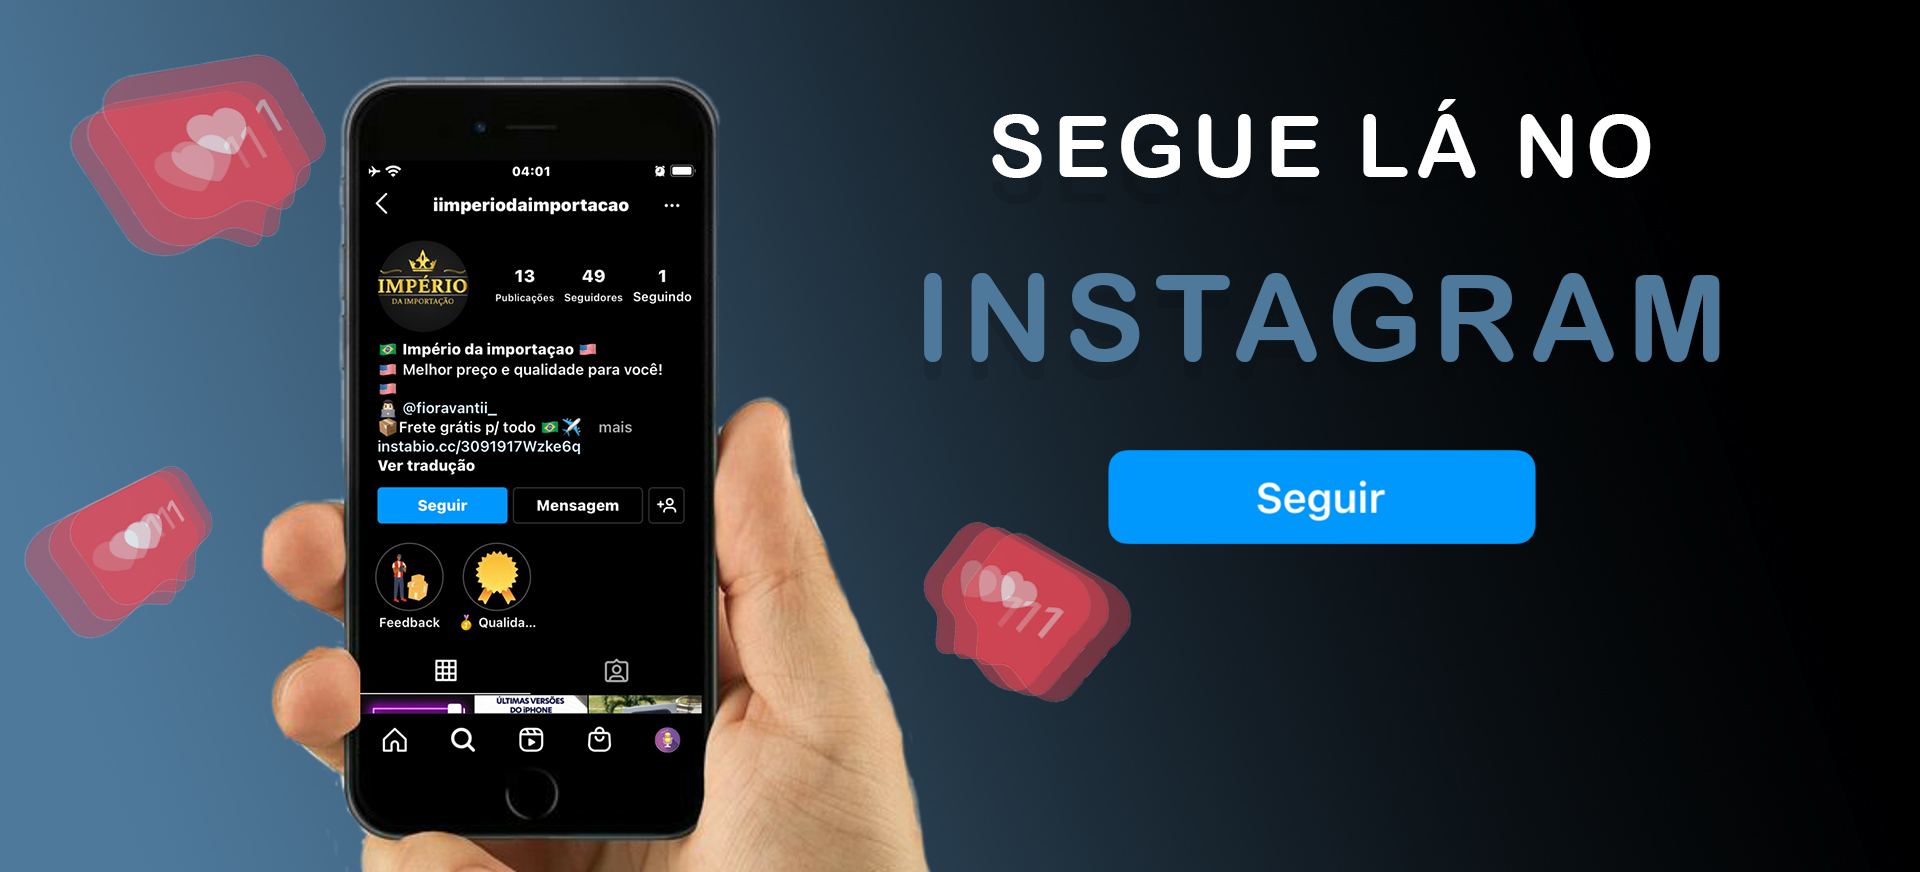 SEGUE LÁ NO
INSTAGRAM
Seguir
04:01
iimperiodaimportacao
IMPÉRIO
DA IMPORTAÇÃO
13 49 1
Publicações Seguidores Seguindo
🇧🇷 Império da importaçao 🇺🇸
🇺🇸 Melhor preço e qualidade para você!
🇺🇸
@fioravantii_
📦Frete grátis p/ todo 🇧🇷✈️ mais
instabio.cc/3091917Wzke6q
Ver tradução
Seguir Mensagem
Feedback 🥇 Qualida...
ÚLTIMAS VERSÕES
DO iPHONE
1
1
1